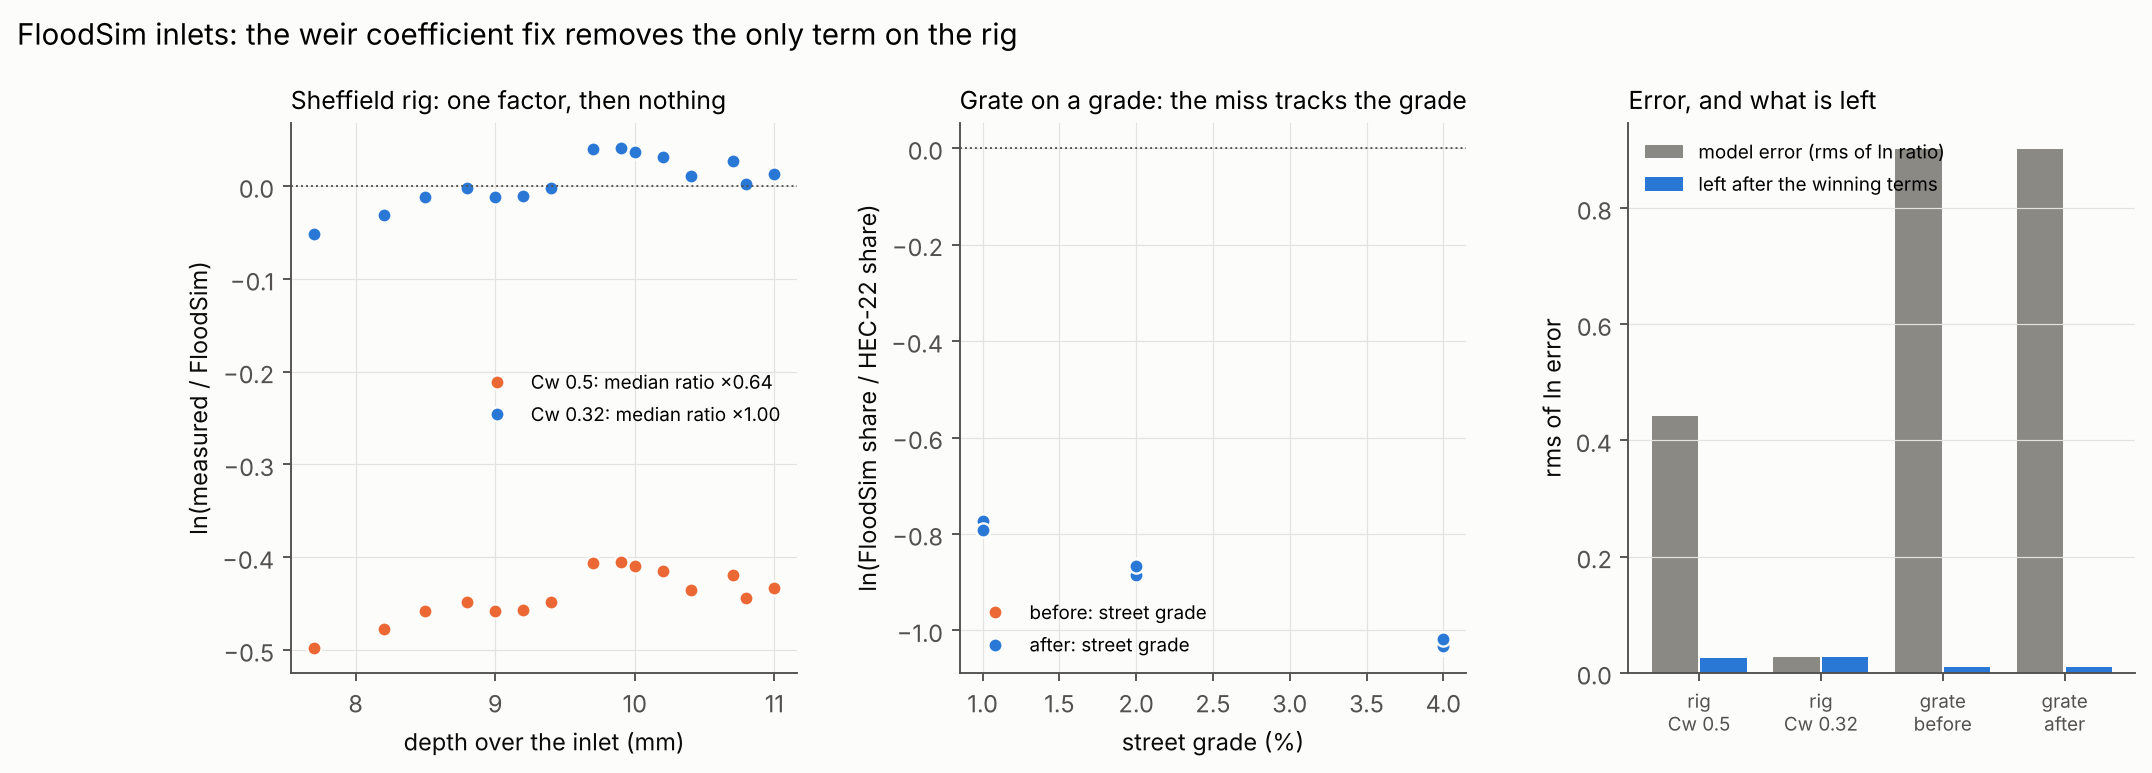 FloodSim inlets: the weir coefficient fix removes the only term on the rig
Sheffield rig: one factor, then nothing
ln(measured / FloodSim)
0.0
−0.1
−0.2
−0.3
−0.4
−0.5
Cw 0.5: median ratio ×0.64
Cw 0.32: median ratio ×1.00
8
9
10
11
depth over the inlet (mm)
Grate on a grade: the miss tracks the grade
ln(FloodSim share / HEC-22 share)
0.0
−0.2
−0.4
−0.6
−0.8
−1.0
before: street grade
after: street grade
1.0
1.5
2.0
2.5
3.0
3.5
4.0
street grade (%)
Error, and what is left
rms of ln error
model error (rms of ln ratio)
left after the winning terms
0.8
0.6
0.4
0.2
0.0
rig
Cw 0.5
rig
Cw 0.32
grate
before
grate
after